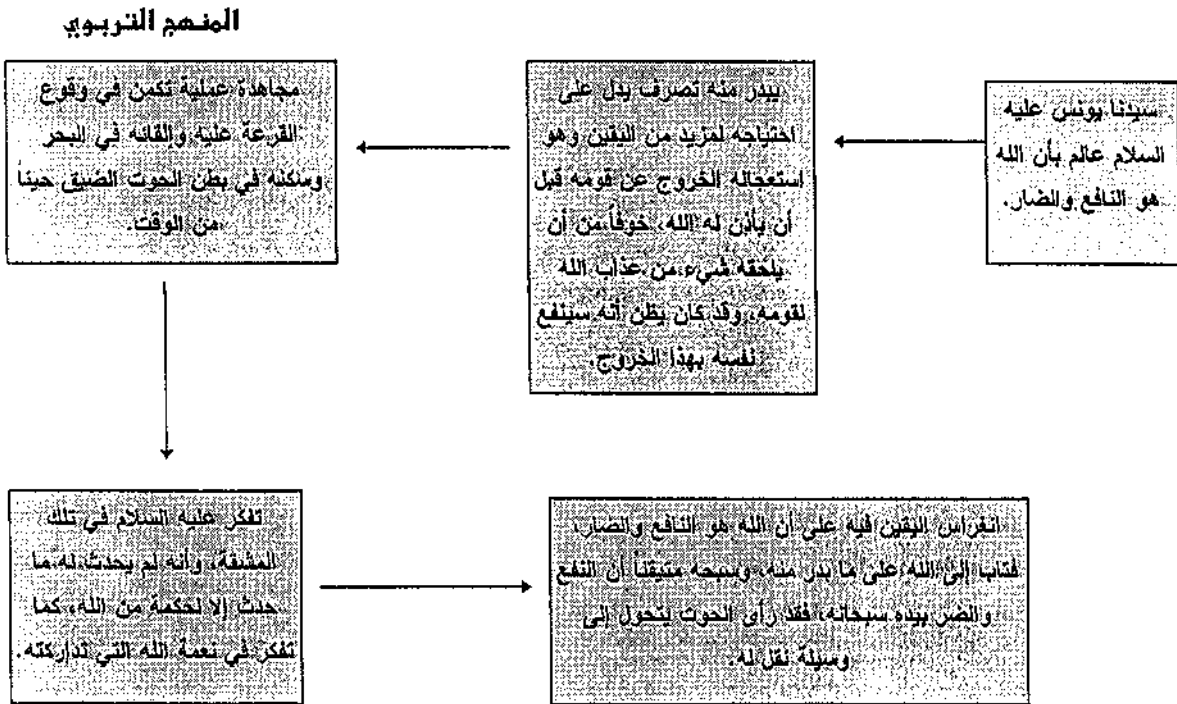 المنهج التربوي
سيدنا يونس عليه
السلام عالم بأن الله
هو النافع والضار.
يبدر منه تصرف يدل على
احتياجه لمزيد من اليقين وهو
استعجاله الخروج عن قومه قبل
أن يأذن له الله، خوفاً من أن
يلحقه شيء من عذاب الله
لقومه، وقد كان يظن أنه سينفع
نفسه بهذا الخروج.
مجاهدة عملية تكمن في وقوع
القرعة عليه وإلقائه في البحر
ومكثه في بطن الحوت الضيق حيناً
من الوقت.
تفكر عليه السلام في تلك
المشقة، وأنه لم يحدث له ما
حدث إلا لحكمة من الله، كما
تفكر في نعمة الله التي تداركته.
انغراس اليقين فيه على أن الله هو النافع والضار،
فتاب إلى الله على ما بدر منه، وسبحه متيقناً أن النفع
والضر بيده سبحانه، فقد رأى الحوت يتحول إلى
وسيلة نقل له.